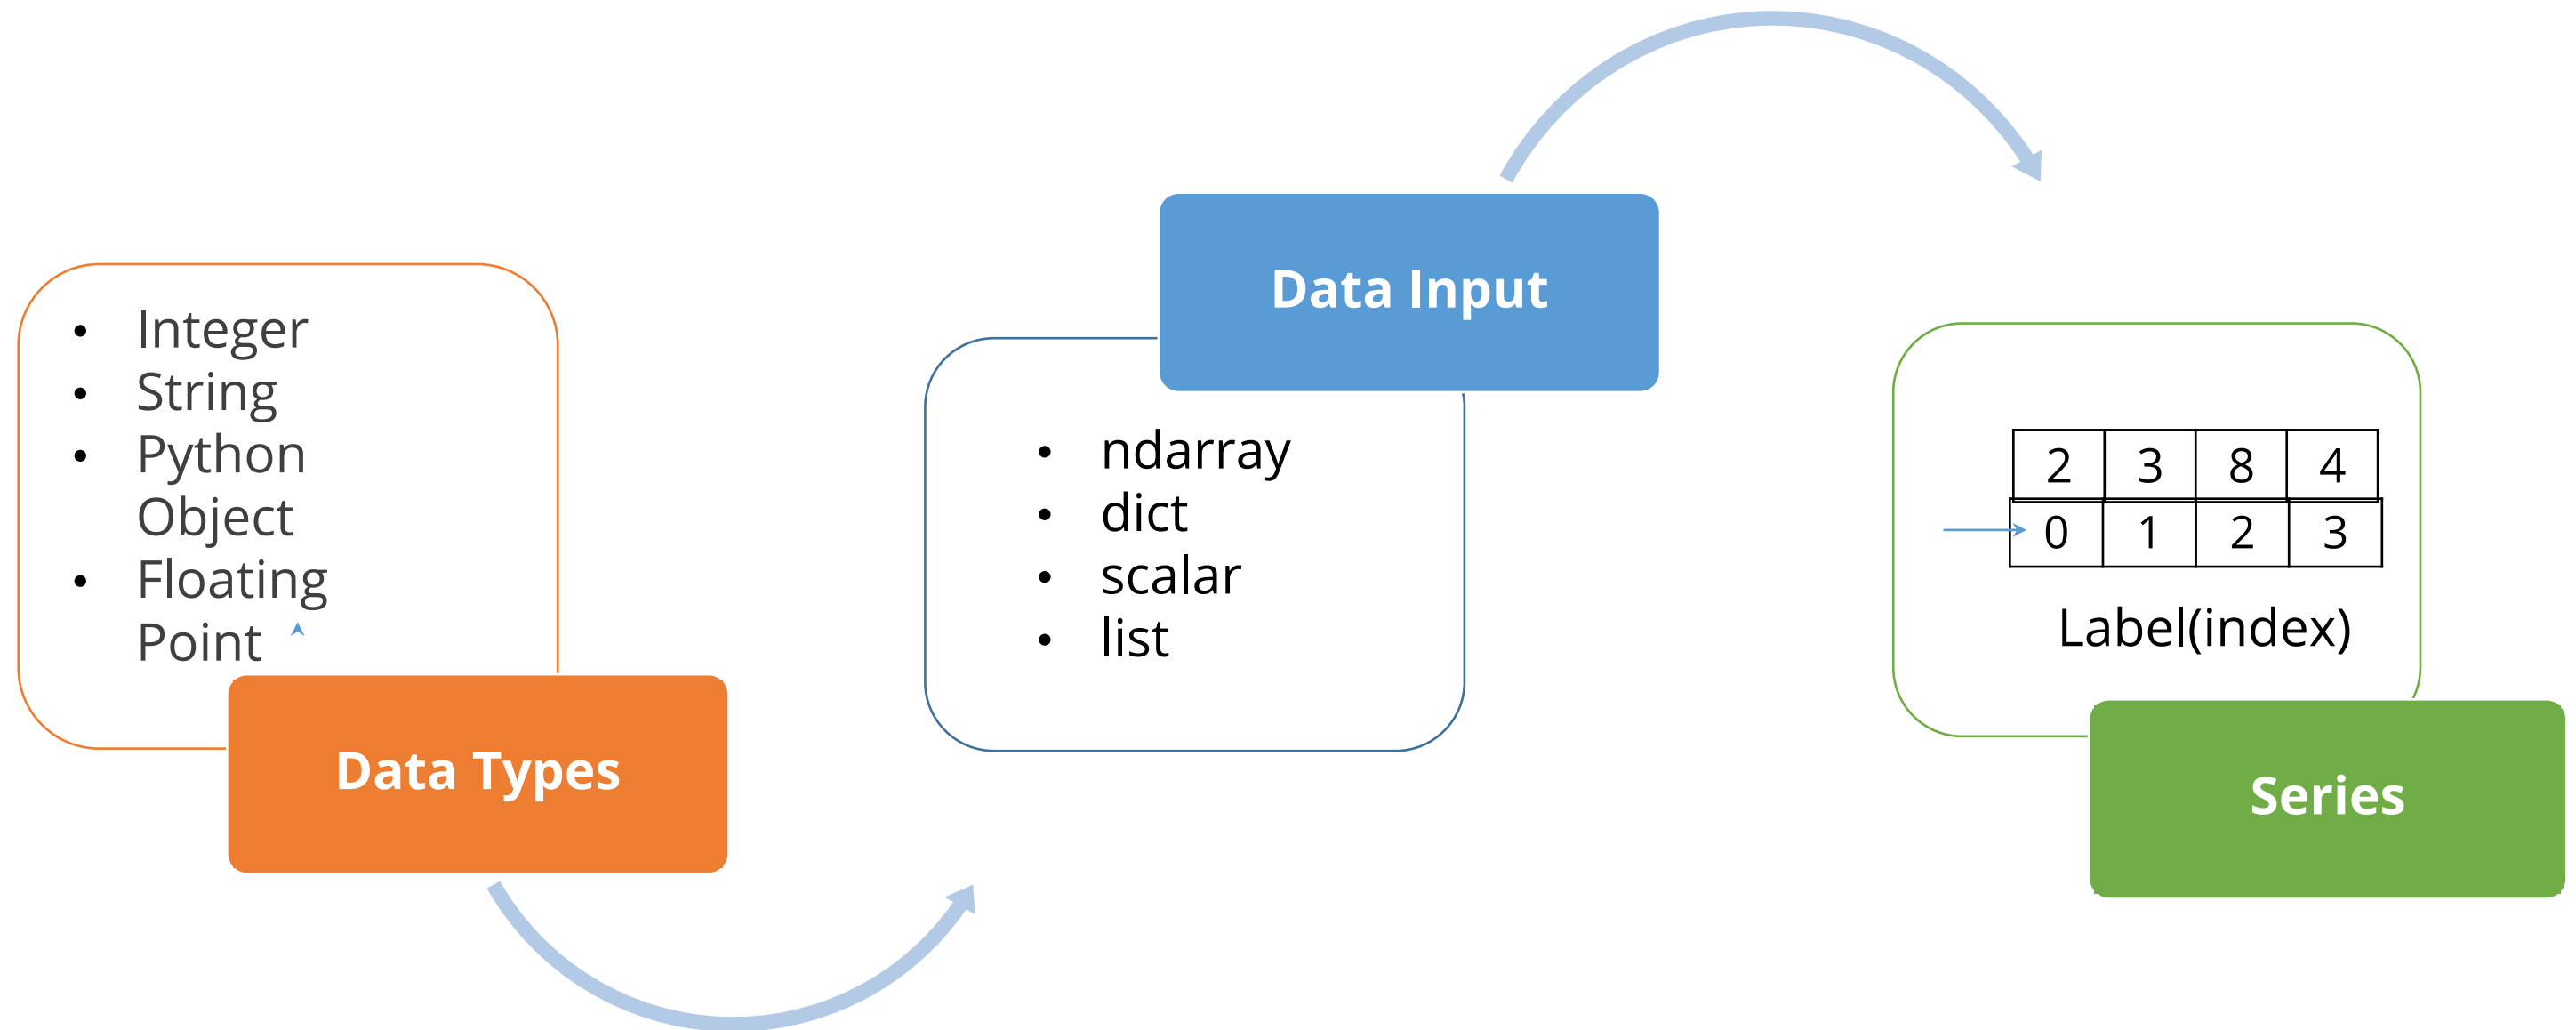 • Integer
• String
• Python
Object
• Floating
Point
Data Types
Data Input
• ndarray
• dict
• scalar
• list
2 3 8 4
0 1 2 3
Label(index)
Series